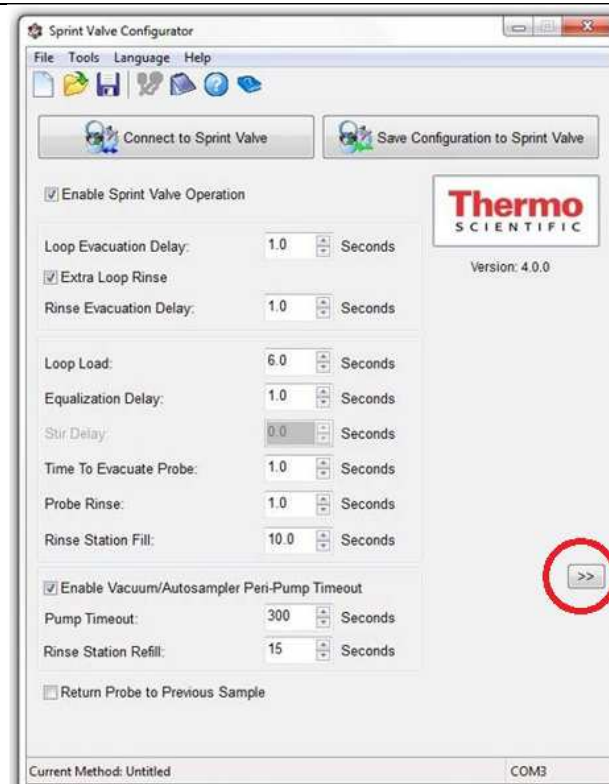 Sprint Valve Configurator
File Tools Language Help
Connect to Sprint Valve
Save Configuration to Sprint Valve
Enable Sprint Valve Operation
Thermo
SCIENTIFIC
Version: 4.0.0
Loop Evacuation Delay: 1.0 Seconds
Extra Loop Rinse
Rinse Evacuation Delay: 1.0 Seconds
Loop Load: 6.0 Seconds
Equalization Delay: 1.0 Seconds
Stir Delay: 0.0 Seconds
Time To Evacuate Probe: 1.0 Seconds
Probe Rinse: 1.0 Seconds
Rinse Station Fill: 10.0 Seconds
>>
Enable Vacuum/Autosampler Peri-Pump Timeout
Pump Timeout: 300 Seconds
Rinse Station Refill: 15 Seconds
Return Probe to Previous Sample
Current Method: Untitled COM3